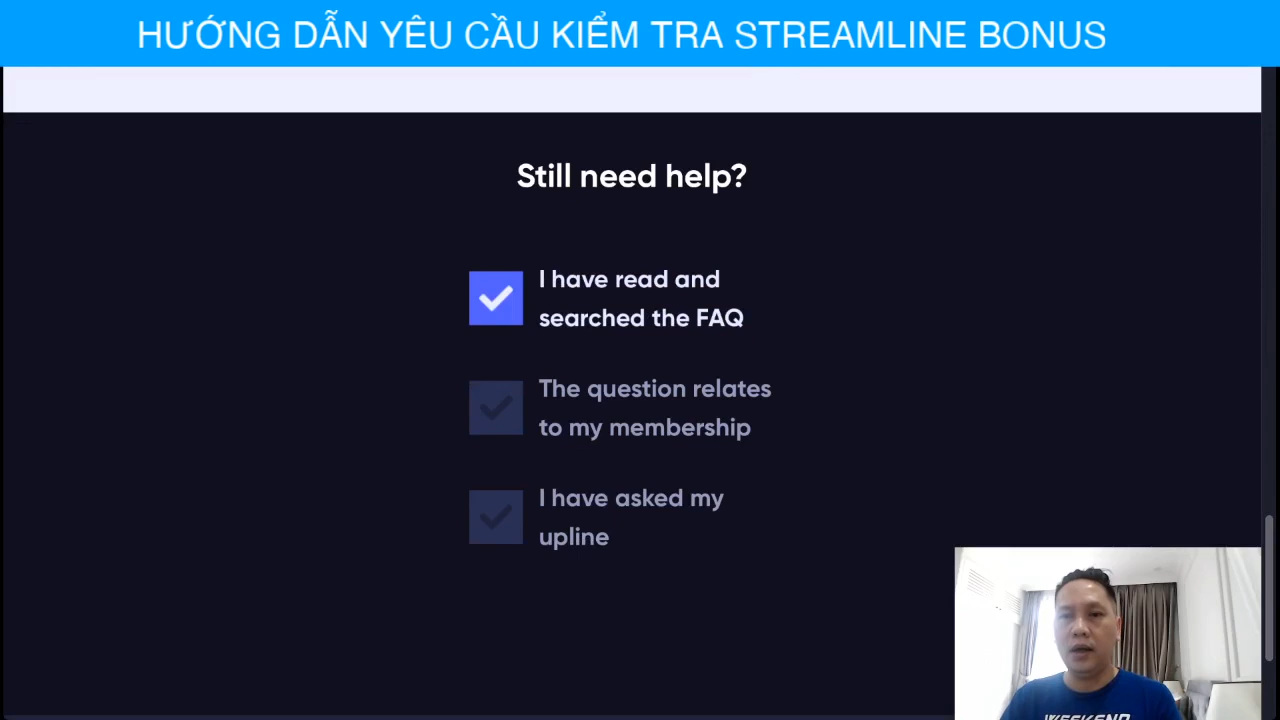 HƯỚNG DẪN YÊU CẦU KIỂM TRA STREAMLINE BONUS
Still need help?
I have read and
searched the FAQ
The question relates
to my membership
I have asked my
upline
WEEKEND